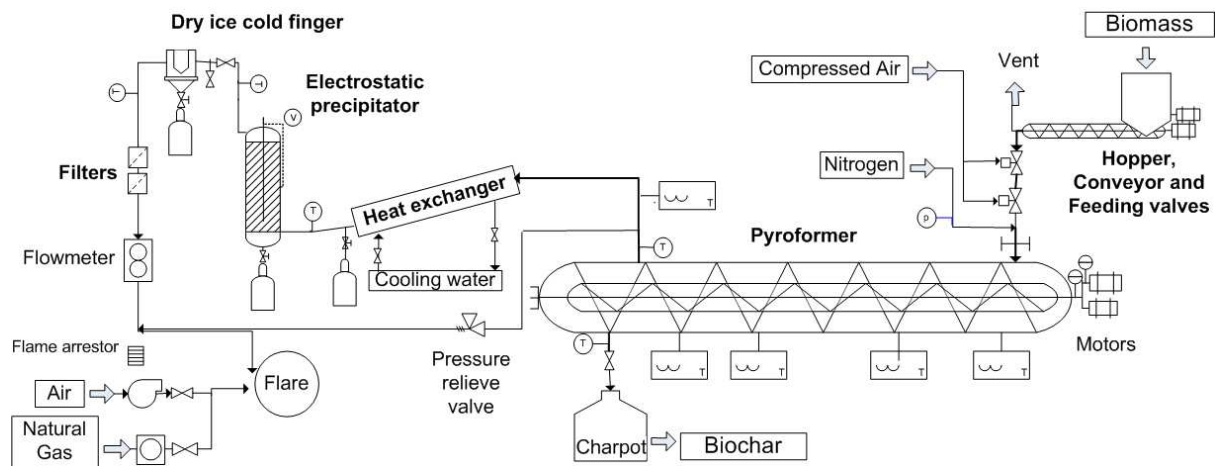 Dry ice cold finger
Biomass
Compressed Air
Vent
Electrostatic
precipitator
V
T
T
Filters
Nitrogen
Hopper,
Conveyor and
Feeding valves
Heat exchanger
T
T
p
Pyroformer
T
Flowmeter
Cooling water
Motors
Flame arrestor
Pressure
relieve
valve
T
T
T
T
T
Air
Flare
Natural
Gas
Charpot
Biochar